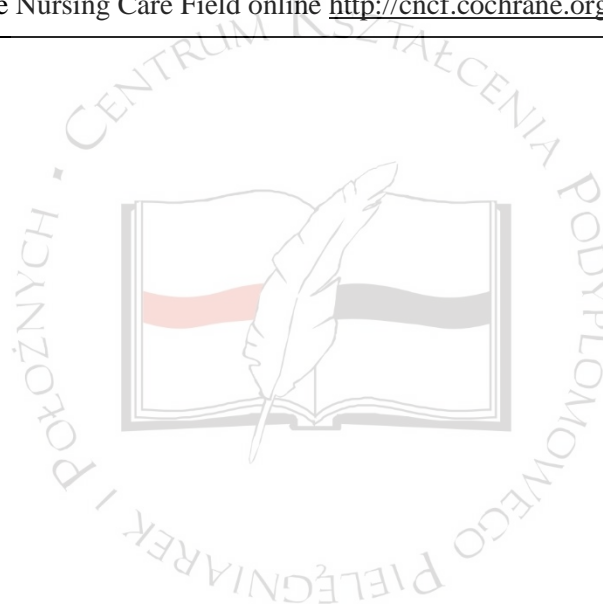 e Nursing Care Field online http://cncf.cochrane.org
CENTRUM KSZTAŁCENIA PODYPLOMOWEGO PIELĘGNIAREK I POŁOŻNYCH •